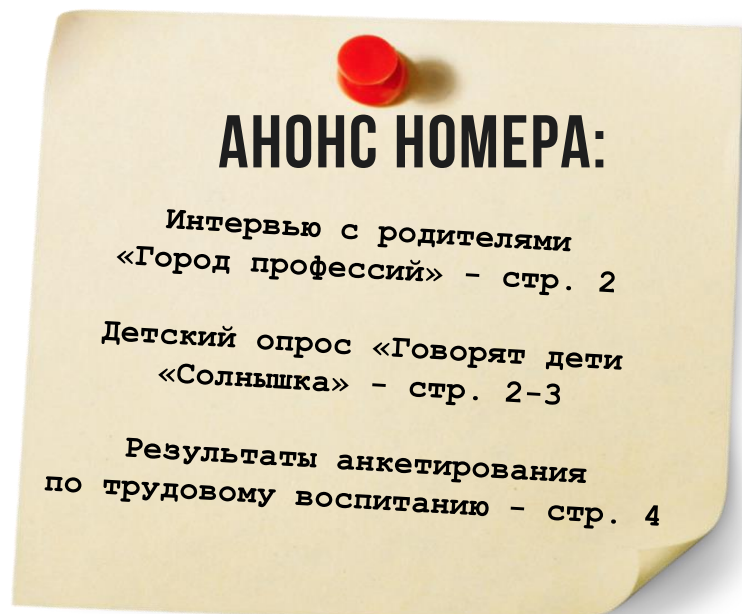 АНОНС НОМЕРА:
Интервью с родителями
«Город профессий» – стр. 2
Детский опрос «Говорят дети
«Солнышка» – стр. 2-3
Результаты анкетирования
по трудовому воспитанию – стр. 4